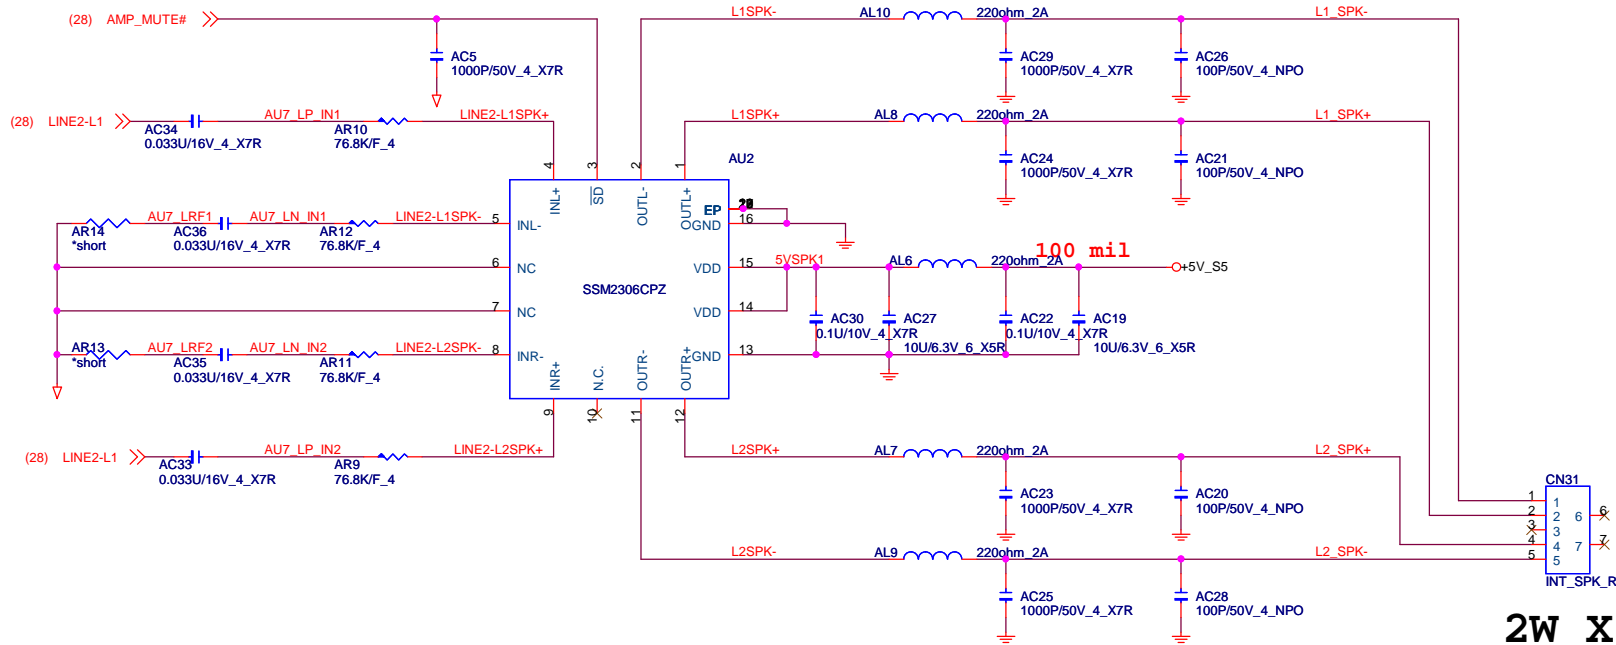 (28) AMP_MUTE#
L1SPK-
AL10
220ohm_2A
L1_SPK-
AC5
1000P/50V_4_X7R
AC29
1000P/50V_4_X7R
AC26
100P/50V_4_NPO
(28) LINE2-L1
AC34
0.033U/16V_4_X7R
AU7_LP_IN1
AR10
76.8K/F_4
LINE2-L1SPK+
L1SPK+
AL8
220ohm_2A
L1_SPK+
AC24
1000P/50V_4_X7R
AC21
100P/50V_4_NPO
AU2
4
3
2
1
INL+
SD
OUTL-
OUTL+
EP
16
GND
AR14
*short
AU7_LRF1
AC36
0.033U/16V_4_X7R
AU7_LN_IN1
AR12
76.8K/F_4
LINE2-L1SPK-
5
INL-
6
NC
7
NC
SSM2306CPZ
VDD
15
VDD
14
5VSPK1
AL6
220ohm_2A
100 mil
+5V_S5
AC30
0.1U/10V_4_X7R
AC27
10U/6.3V_6_X5R
AC22
0.1U/10V_4_X7R
AC19
10U/6.3V_6_X5R
AR13
*short
AU7_LRF2
AC35
0.033U/16V_4_X7R
AU7_LN_IN2
AR11
76.8K/F_4
LINE2-L2SPK-
8
INR-
GND
13
INR+
N.C.
OUTR-
OUTR+
9
10
11
12
(28) LINE2-L1
AC33
0.033U/16V_4_X7R
AU7_LP_IN2
AR9
76.8K/F_4
LINE2-L2SPK+
L2SPK+
AL7
220ohm_2A
L2_SPK+
AC23
1000P/50V_4_X7R
AC20
100P/50V_4_NPO
L2SPK-
AL9
220ohm_2A
L2_SPK-
AC25
1000P/50V_4_X7R
AC28
100P/50V_4_NPO
CN31
1 1
2 2 6 6
3 3
4 4 7 7
5 5
INT_SPK_R
2W X